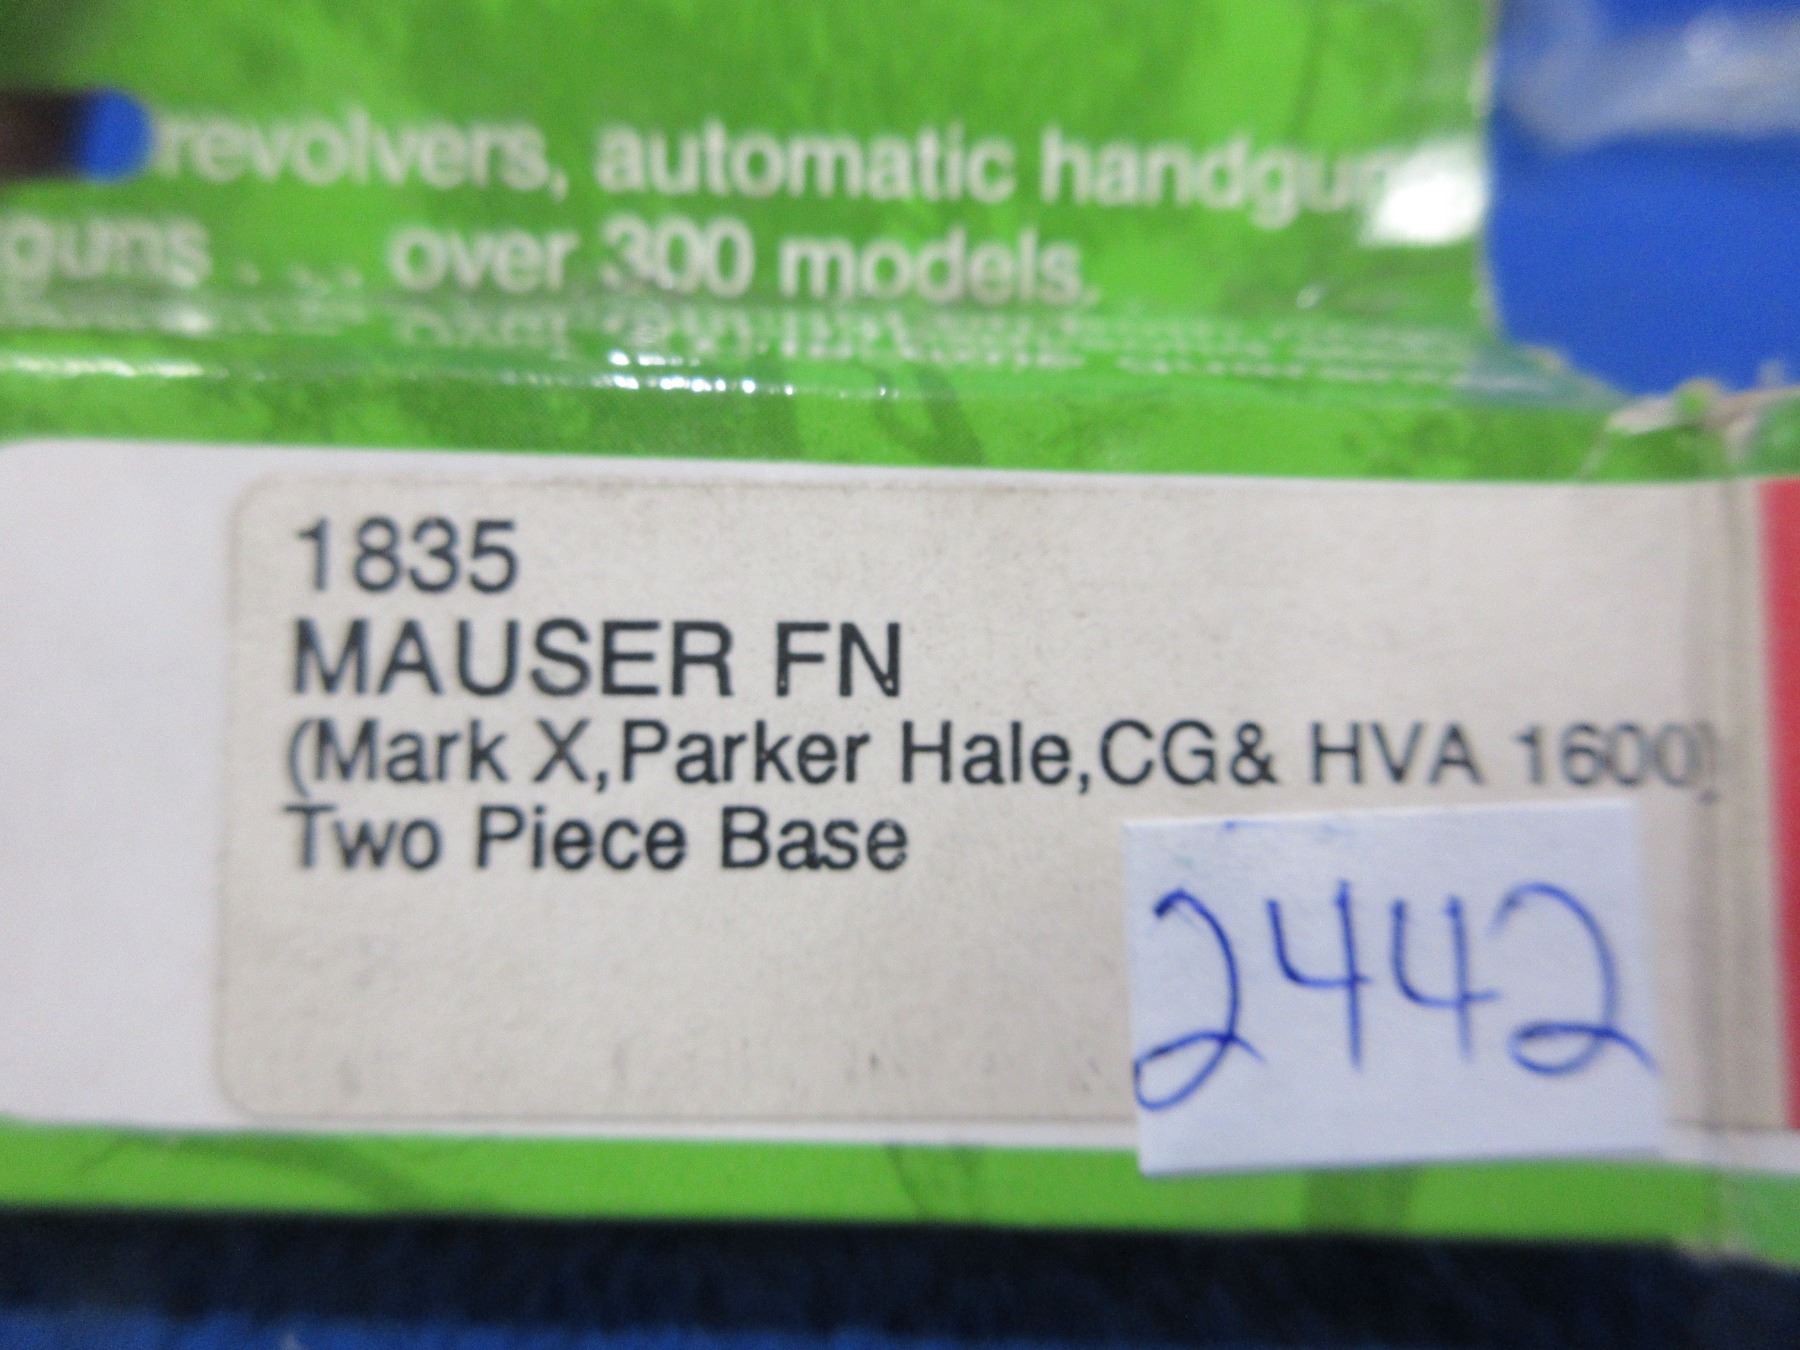 revolvers, automatic handgun
guns . . . over 300 models.
1835
MAUSER FN
(Mark X,Parker Hale,CG& HVA 1600)
Two Piece Base
2442